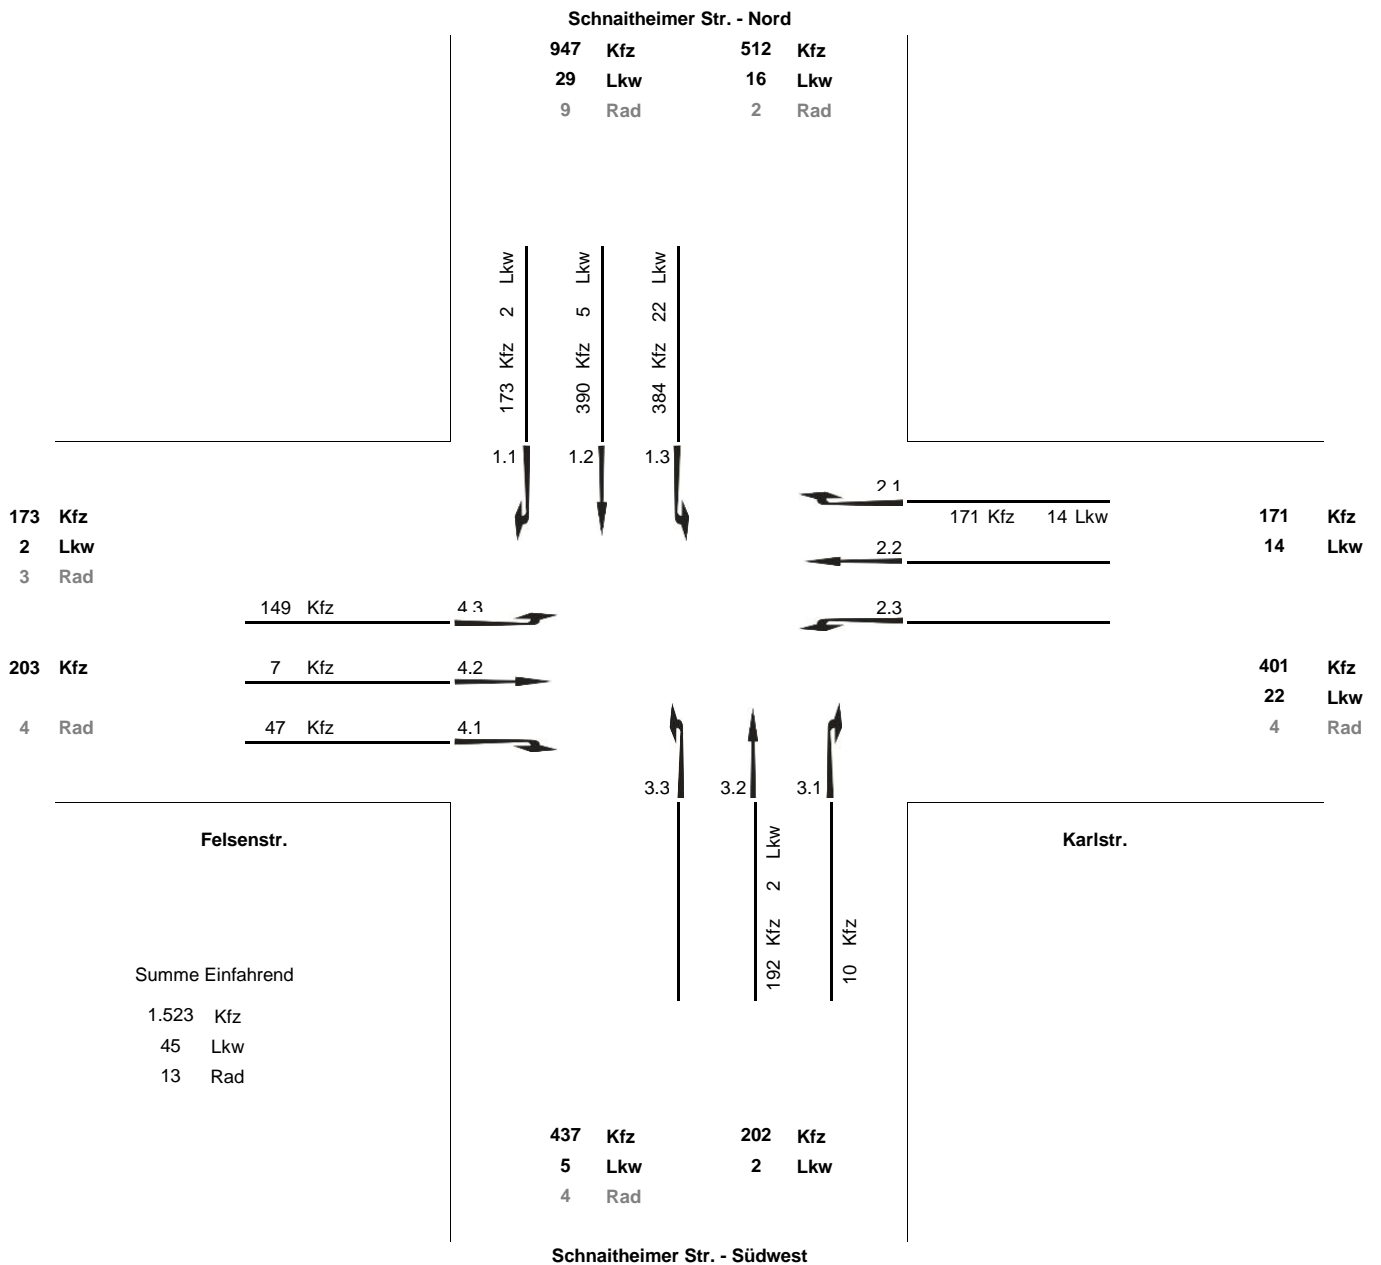 Schnaitheimer Str. - Nord
947 Kfz 512 Kfz
29 Lkw 16 Lkw
9 Rad 2 Rad
173 Kfz 2 Lkw
390 Kfz 5 Lkw
384 Kfz 22 Lkw
1.1 1.2 1.3
2.1
171 Kfz 14 Lkw
2.2
2.3
173 Kfz
2 Lkw
3 Rad
171 Kfz
14 Lkw
149 Kfz 4.3
203 Kfz
7 Kfz 4.2
4 Rad
47 Kfz 4.1
401 Kfz
22 Lkw
4 Rad
3.3 3.2 3.1
192 Kfz 2 Lkw
10 Kfz
Felsenstr.
Karlstr.
Summe Einfahrend
1.523 Kfz
45 Lkw
13 Rad
437 Kfz 202 Kfz
5 Lkw 2 Lkw
4 Rad
Schnaitheimer Str. - Südwest